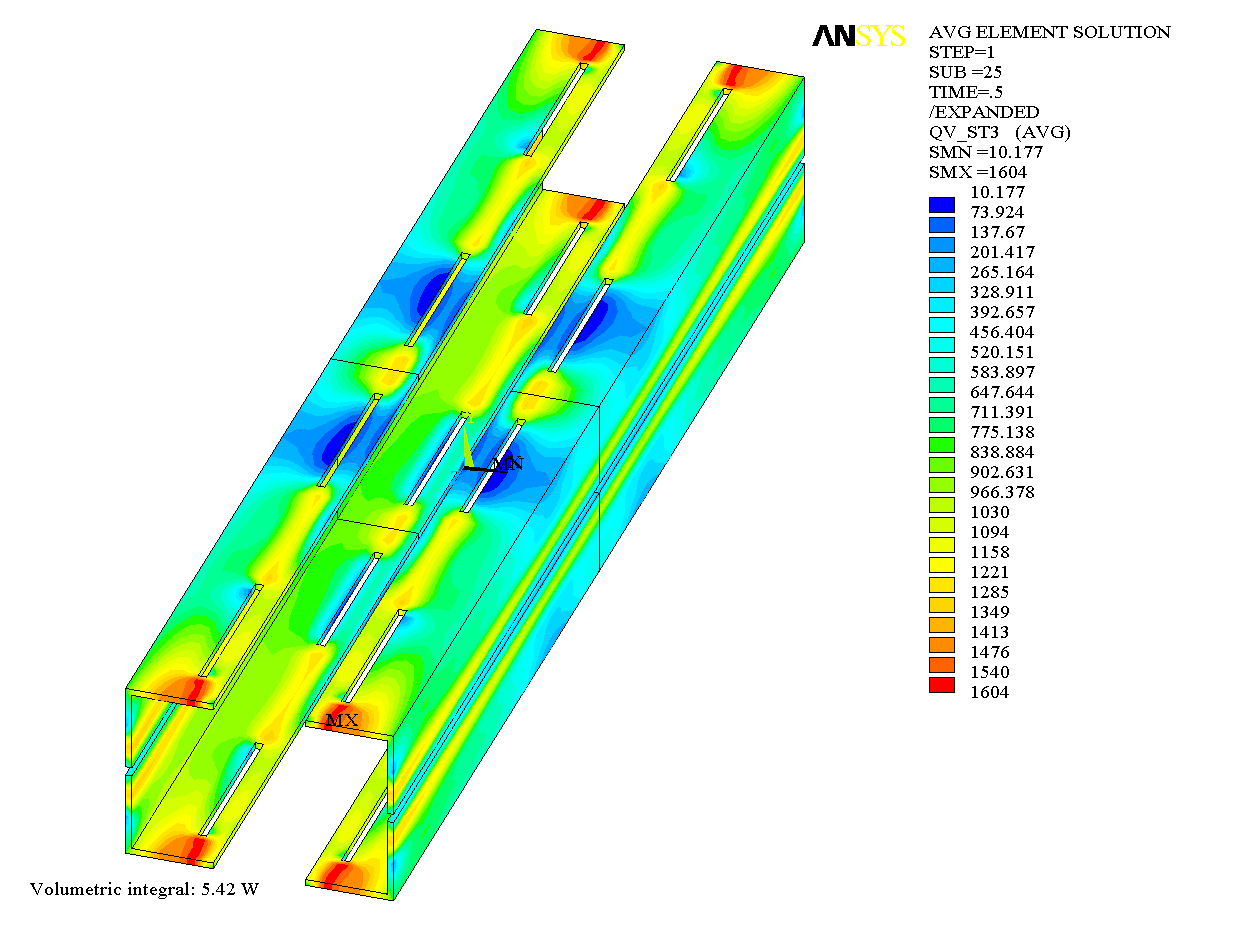 ANSYS
AVG ELEMENT SOLUTION
STEP=1
SUB =25
TIME=.5
/EXPANDED
QV_ST3 (AVG)
SMN =10.177
SMX =1604
10.177
73.924
137.67
201.417
265.164
328.911
392.657
456.404
520.151
583.897
647.644
711.391
775.138
838.884
902.631
966.378
1030
1094
1158
1221
1285
1349
1413
1476
1540
1604
MN
MX
Volumetric integral: 5.42 W